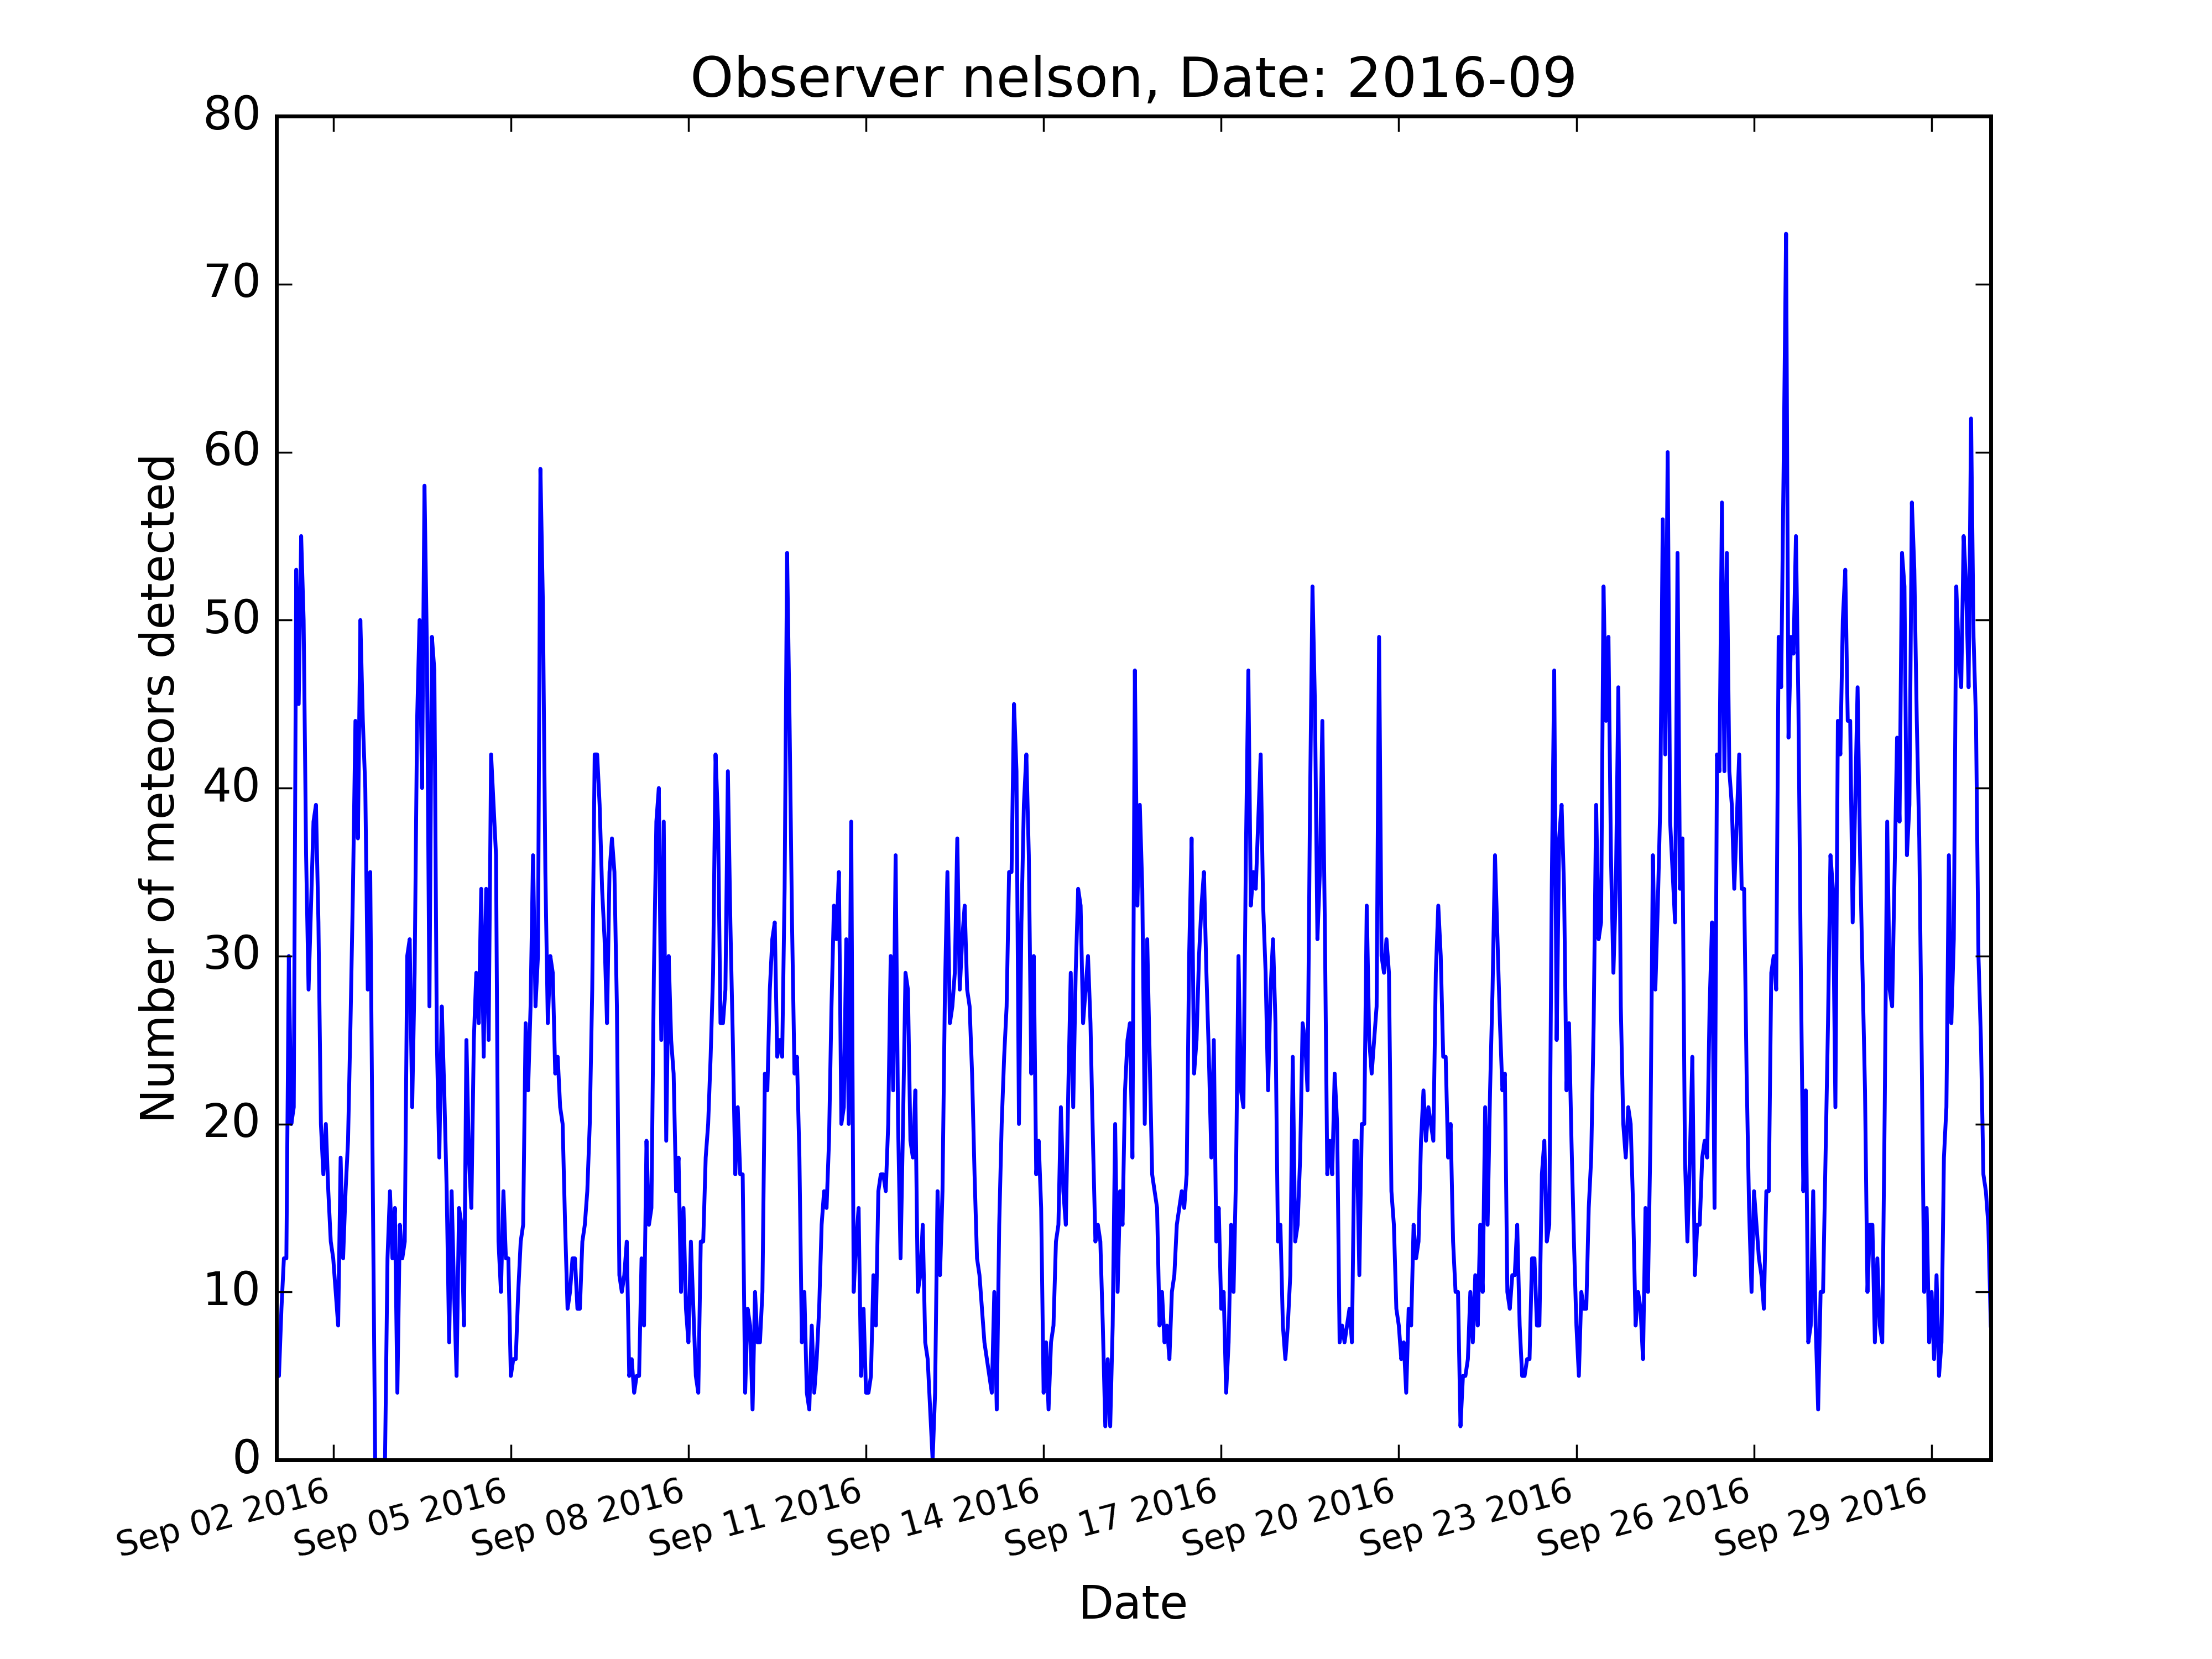 Observer nelson, Date: 2016-09
80
70
60
50
40
30
20
10
0
Number of meteors detected
Sep 02 2016
Sep 05 2016
Sep 08 2016
Sep 11 2016
Sep 14 2016
Sep 17 2016
Sep 20 2016
Sep 23 2016
Sep 26 2016
Sep 29 2016
Date